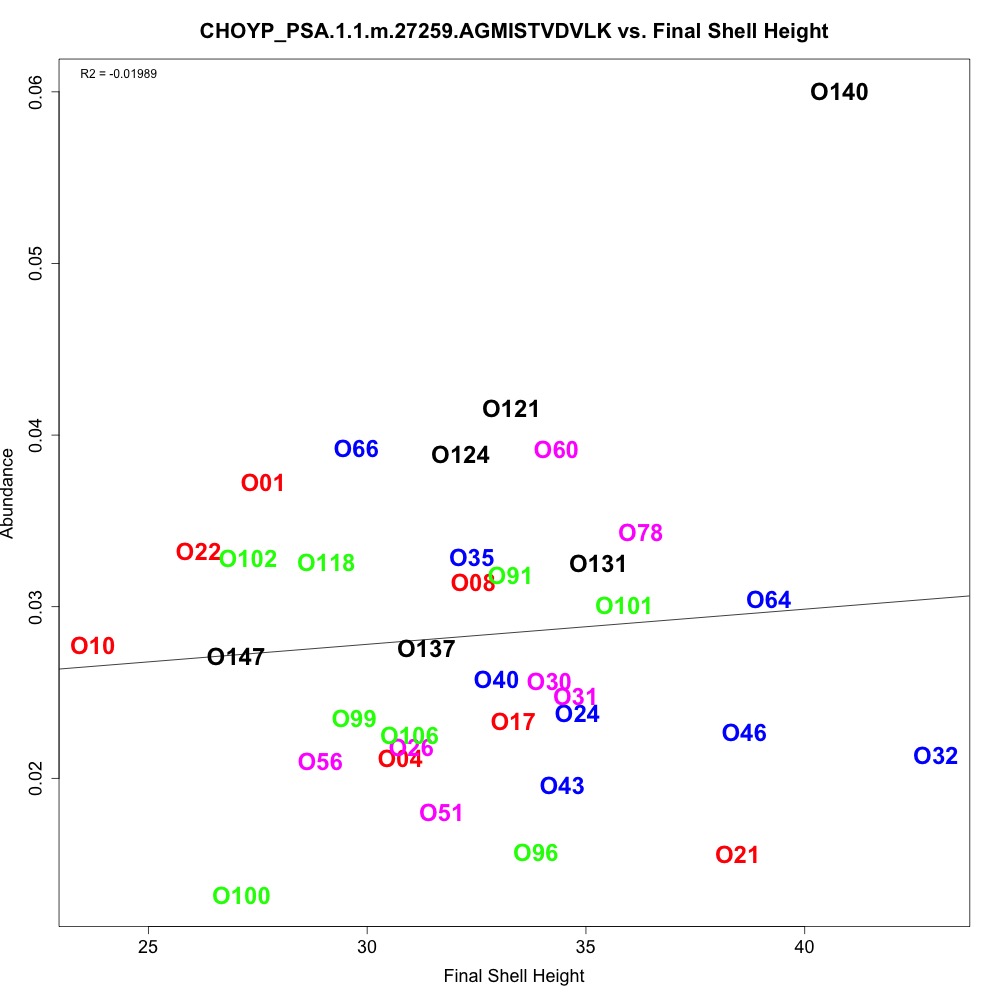 CHOYP_PSA.1.1.m.27259.AGMISTVDVLK vs. Final Shell Height
R2 = -0.01989
0.06
O140
0.05
0.04
O121
O66
O124
O60
O01
O78
O22
O102
O118
O35
O131
O91
O08
0.03
O64
O101
O10
O147
O137
O40
O30
O31
O24
O99
O17
O46
O106
O26
O04
O56
O32
0.02
O43
O51
O96
O21
O100
Abundance
25
30
35
40
Final Shell Height